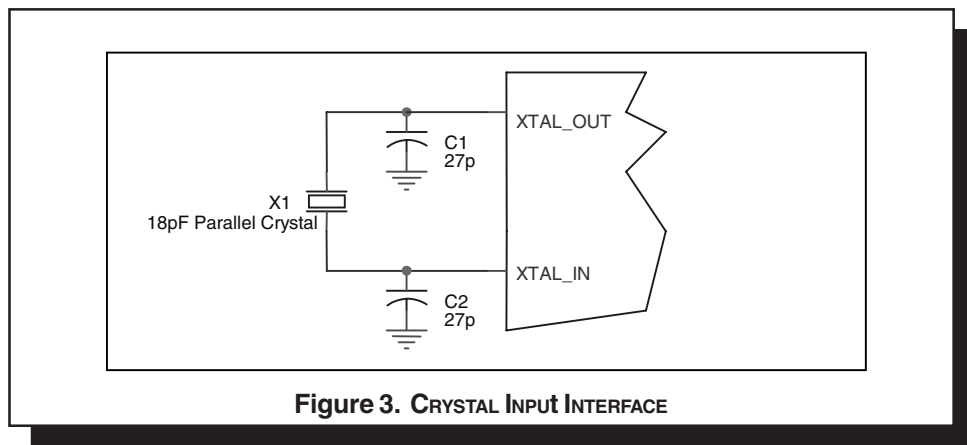 XTAL_OUT
C1
27p
X1
18pF Parallel Crystal
XTAL_IN
C2
27p
Figure 3. CRYSTAL INPUt INTERFACE